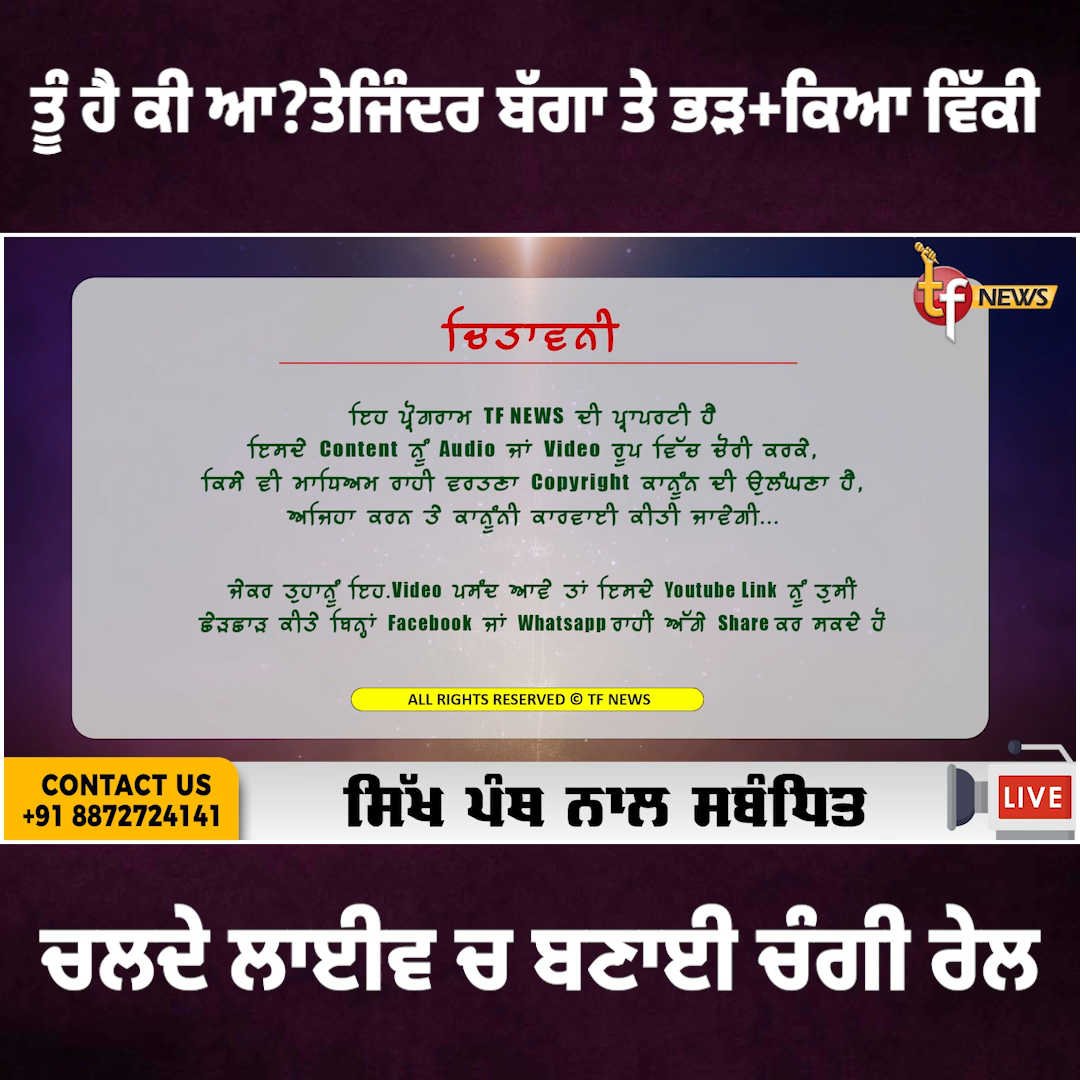 ਤੂੰ ਹੈ ਕੀ ਆ?ਤੇਜਿੰਦਰ ਬੱਗਾ ਤੇ ਭੜ+ਕਿਆ ਵਿੱਕੀ
tf NEWS
ਚਿਤਾਵਨੀ
ਇਹ ਪ੍ਰੋਗਰਾਮ TF NEWS ਦੀ ਪ੍ਰਾਪਰਟੀ ਹੈ
ਇਸਦੇ Content ਨੂੰ Audio ਜਾਂ Video ਰੂਪ ਵਿੱਚ ਚੋਰੀ ਕਰਕੇ,
ਕਿਸੇ ਵੀ ਮਾਧਿਅਮ ਰਾਹੀ ਵਰਤਣਾ Copyright ਕਾਨੂੰਨ ਦੀ ਉਲੰਘਣਾ ਹੈ,
ਅਜਿਹਾ ਕਰਨ ਤੇ ਕਾਨੂੰਨੀ ਕਾਰਵਾਈ ਕੀਤੀ ਜਾਵੇਗੀ...
ਜੇਕਰ ਤੁਹਾਨੂੰ ਇਹ.Video ਪਸੰਦ ਆਵੇ ਤਾਂ ਇਸਦੇ Youtube Link ਨੂੰ ਤੁਸੀਂ
ਛੇੜਛਾੜ ਕੀਤੇ ਬਿਨ੍ਹਾਂ Facebook ਜਾਂ Whatsapp ਰਾਹੀਂ ਅੱਗੇ Share ਕਰ ਸਕਦੇ ਹੋ
ALL RIGHTS RESERVED © TF NEWS
CONTACT US
+91 8872724141
ਸਿੱਖ ਪੰਥ ਨਾਲ ਸਬੰਧਿਤ
LIVE
ਚਲਦੇ ਲਾਈਵ ਚ ਬਣਾਈ ਚੰਗੀ ਰੇਲ